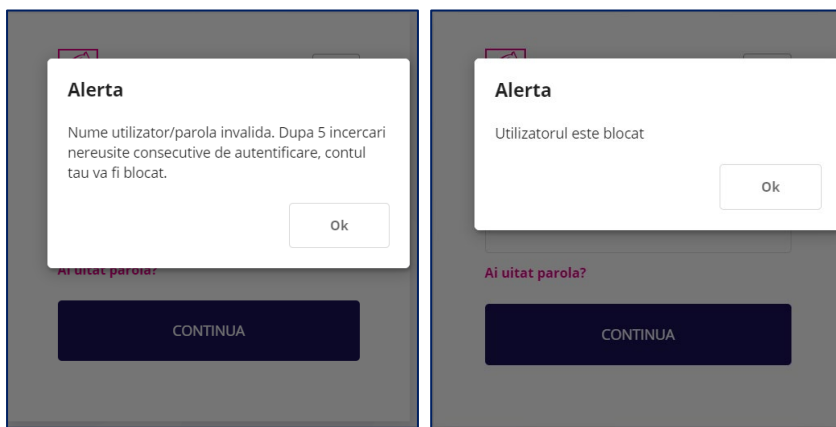 Alerta
Nume utilizator/parola invalida. Dupa 5 incercari
nereusite consecutive de autentificare, contul
tau va fi blocat.
Ok
Ai uitat parola?
CONTINUA
Alerta
Utilizatorul este blocat
Ok
Ai uitat parola?
CONTINUA